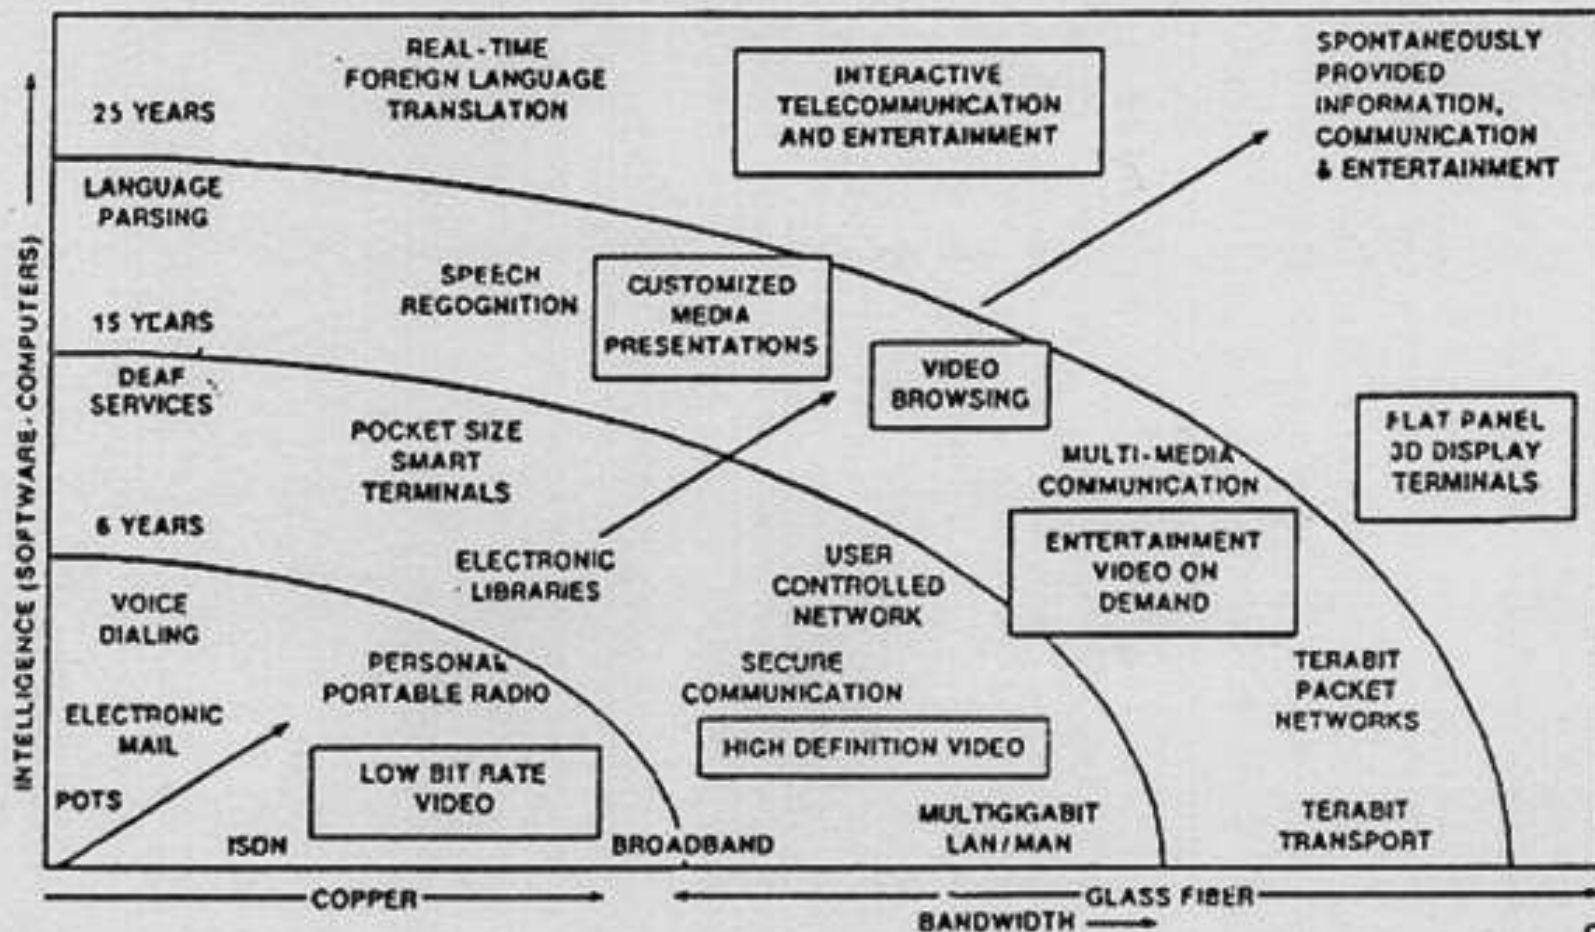 REAL-TIME
FOREIGN LANGUAGE
TRANSLATION
INTERACTIVE
TELECOMMUNICATION
AND ENTERTAINMENT
SPONTANEOUSLY
PROVIDED
INFORMATION,
COMMUNICATION
& ENTERTAINMENT
25 YEARS
LANGUAGE
PARSING
SPEECH
REGOGNITION
CUSTOMIZED
MEDIA
PRESENTATIONS
15 YEARS
VIDEO
BROWSING
DEAF
SERVICES
FLAT PANEL
3D DISPLAY
TERMINALS
POCKET SIZE
SMART
TERMINALS
MULTI-MEDIA
COMMUNICATION
6 YEARS
ELECTRONIC
LIBRARIES
USER
CONTROLLED
NETWORK
ENTERTAINMENT
VIDEO ON
DEMAND
VOICE
DIALING
PERSONAL
PORTABLE RADIO
SECURE
COMMUNICATION
TERABIT
PACKET
NETWORKS
ELECTRONIC
MAIL
HIGH DEFINITION VIDEO
LOW BIT RATE
VIDEO
POTS
ISDN
BROADBAND
MULTIGIGABIT
LAN/MAN
TERABIT
TRANSPORT
COPPER
GLASS FIBER
BANDWIDTH
INTELLIGENCE (SOFTWARE-COMPUTERS)